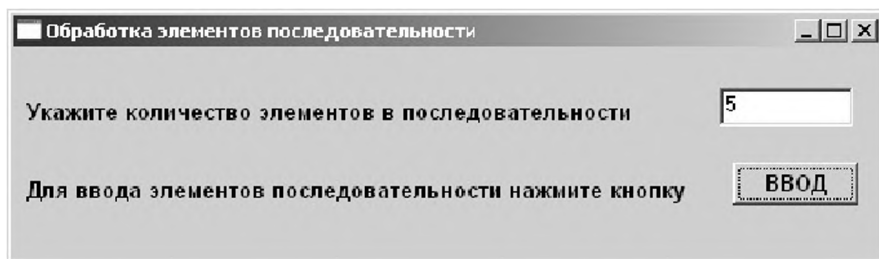 Обработка элементов последовательности
Укажите количество элементов в последовательности 5
Для ввода элементов последовательности нажмите кнопку ВВОД